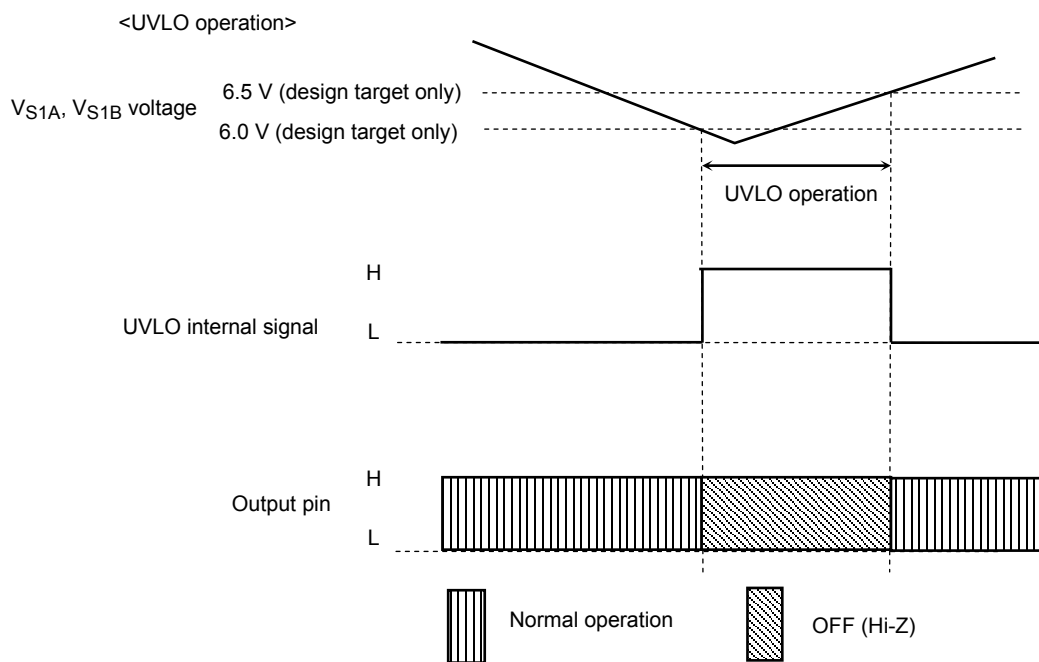 <UVLO operation>
6.5 V (design target only)
VS1A, VS1B voltage
6.0 V (design target only)
UVLO operation
H
UVLO internal signal
L
H
Output pin
L
Normal operation
OFF (Hi-Z)